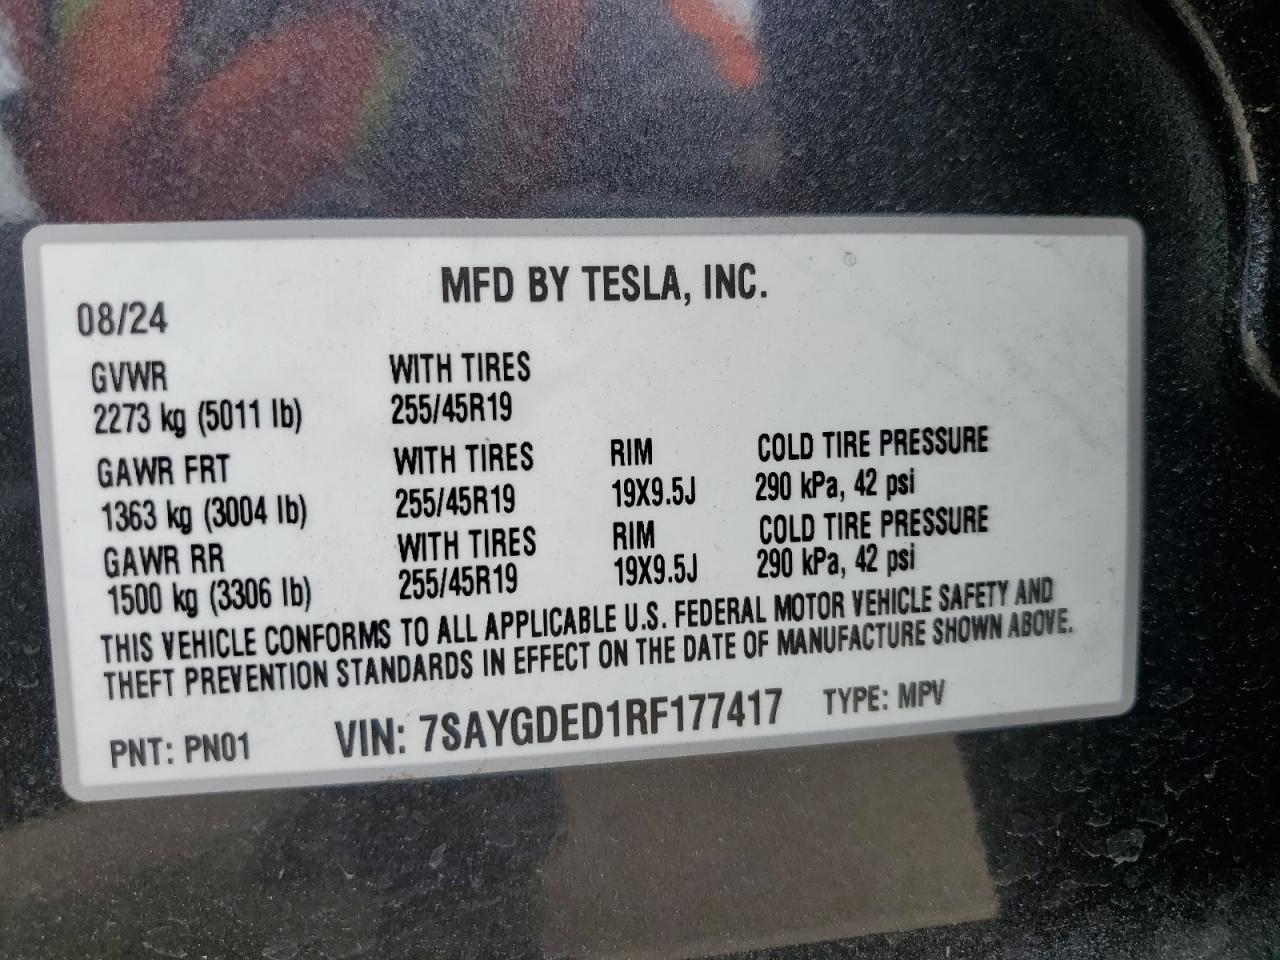 MFD BY TESLA, INC.
08/24
GVWR WITH TIRES
2273 kg (5011 lb) 255/45R19
GAWR FRT WITH TIRES RIM COLD TIRE PRESSURE
1363 kg (3004 lb) 255/45R19 19X9.5J 290 kPa, 42 psi
GAWR RR WITH TIRES RIM COLD TIRE PRESSURE
1500 kg (3306 lb) 255/45R19 19X9.5J 290 kPa, 42 psi
THIS VEHICLE CONFORMS TO ALL APPLICABLE U.S. FEDERAL MOTOR VEHICLE SAFETY AND
THEFT PREVENTION STANDARDS IN EFFECT ON THE DATE OF MANUFACTURE SHOWN ABOVE.
PNT: PN01 VIN: 7SAYGDED1RF177417 TYPE: MPV